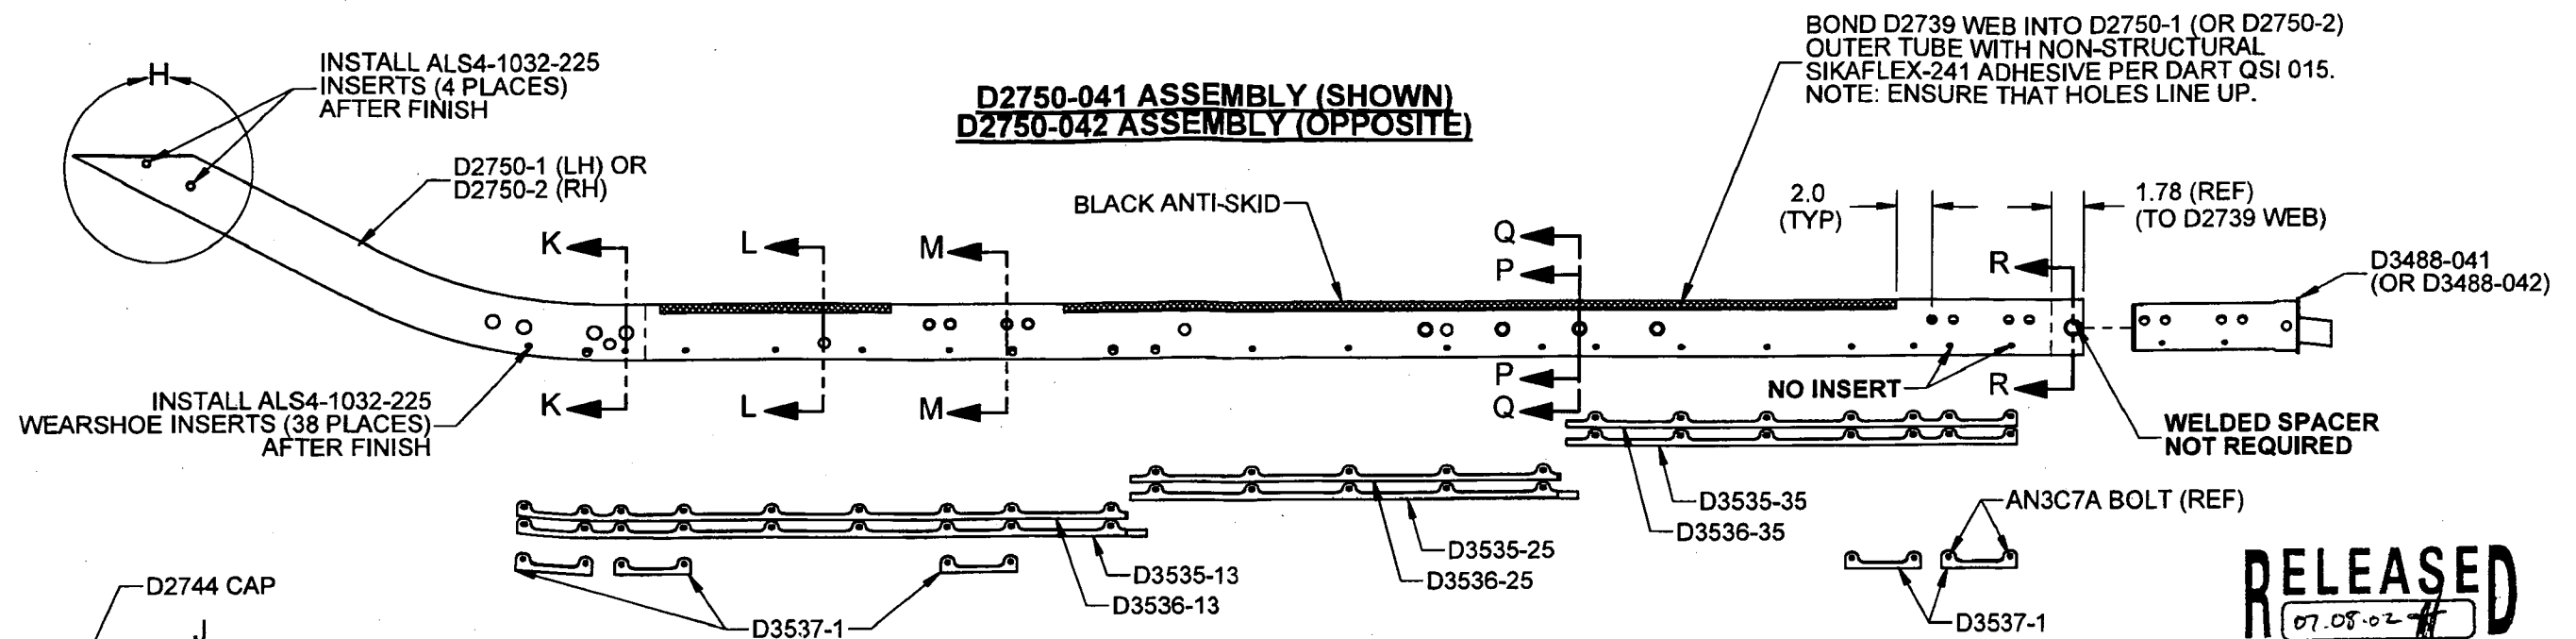 INSTALL ALS4-1032-225
INSERTS (4 PLACES)
AFTER FINISH
H
D2750-1 (LH) OR
D2750-2 (RH)
D2750-041 ASSEMBLY (SHOWN)
D2750-042 ASSEMBLY (OPPOSITE)
BOND D2739 WEB INTO D2750-1 (OR D2750-2)
OUTER TUBE WITH NON-STRUCTURAL
SIKAFLEX-241 ADHESIVE PER DART QSI 015.
NOTE: ENSURE THAT HOLES LINE UP.
BLACK ANTI-SKID
2.0
(TYP)
1.78 (REF)
(TO D2739 WEB)
D3488-041
(OR D3488-042)
K
L
M
Q
P
R
K
L
M
P
Q
R
NO INSERT
INSTALL ALS4-1032-225
WEARSHOE INSERTS (38 PLACES)
AFTER FINISH
WELDED SPACER
NOT REQUIRED
D3535-35
D3536-35
AN3C7A BOLT (REF)
D3535-25
D3536-25
D3535-13
D3536-13
D3537-1
D3537-1
D2744 CAP
J
RELEASED
07.08.02